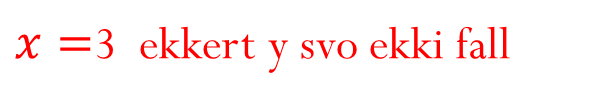 x =3 ekkert y svo ekki fall